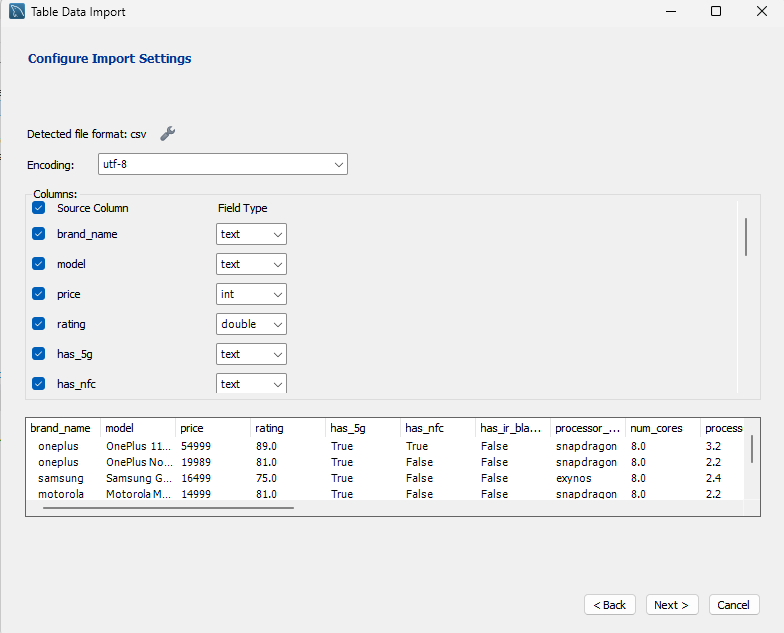 Table Data Import
Configure Import Settings
Detected file format: csv
Encoding: utf-8
Columns:
Source Column Field Type
brand_name text
model text
price int
rating double
has_5g text
has_nfc text
brand_name model price rating has_5g has_nfc has_ir_bla... processor_... num_cores process
oneplus OnePlus 11... 54999 89.0 True True False snapdragon 8.0 3.2
oneplus OnePlus No... 19989 81.0 True False False snapdragon 8.0 2.2
samsung Samsung G... 16499 75.0 True False False exynos 8.0 2.4
motorola Motorola M... 14999 81.0 True False False snapdragon 8.0 2.2
< Back Next > Cancel